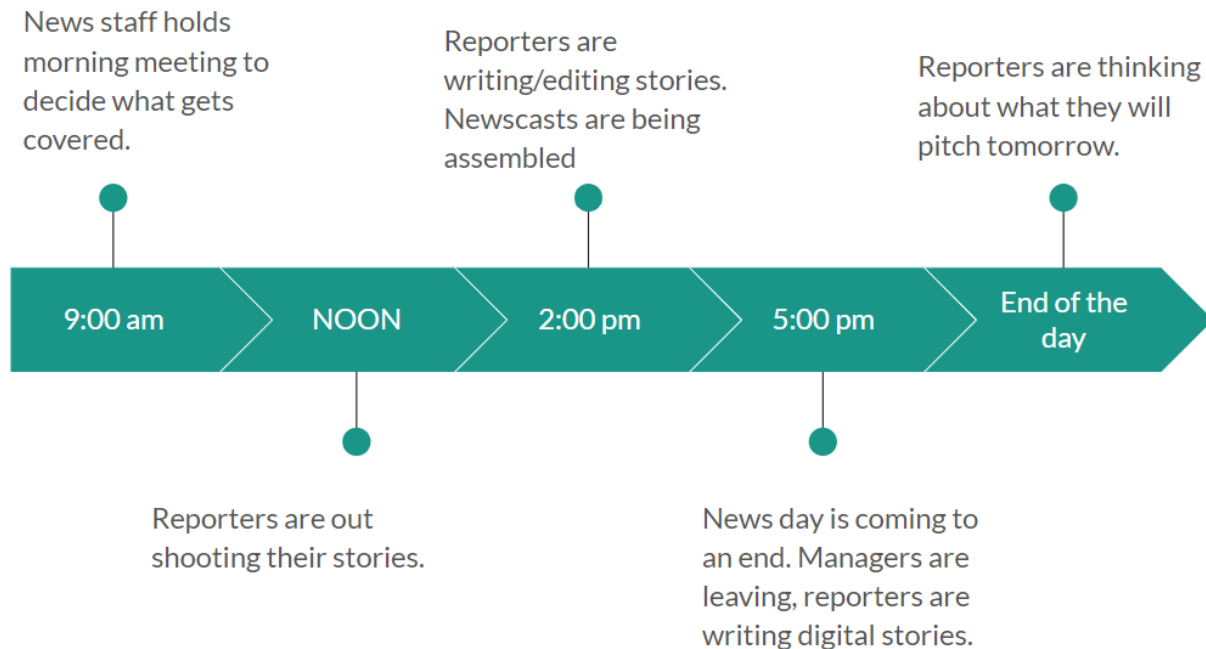 News staff holds
morning meeting to
decide what gets
covered.
Reporters are
writing/editing stories.
Newscasts are being
assembled
Reporters are thinking
about what they will
pitch tomorrow.
9:00 am
NOON
2:00 pm
5:00 pm
End of the
day
Reporters are out
shooting their stories.
News day is coming to
an end. Managers are
leaving, reporters are
writing digital stories.